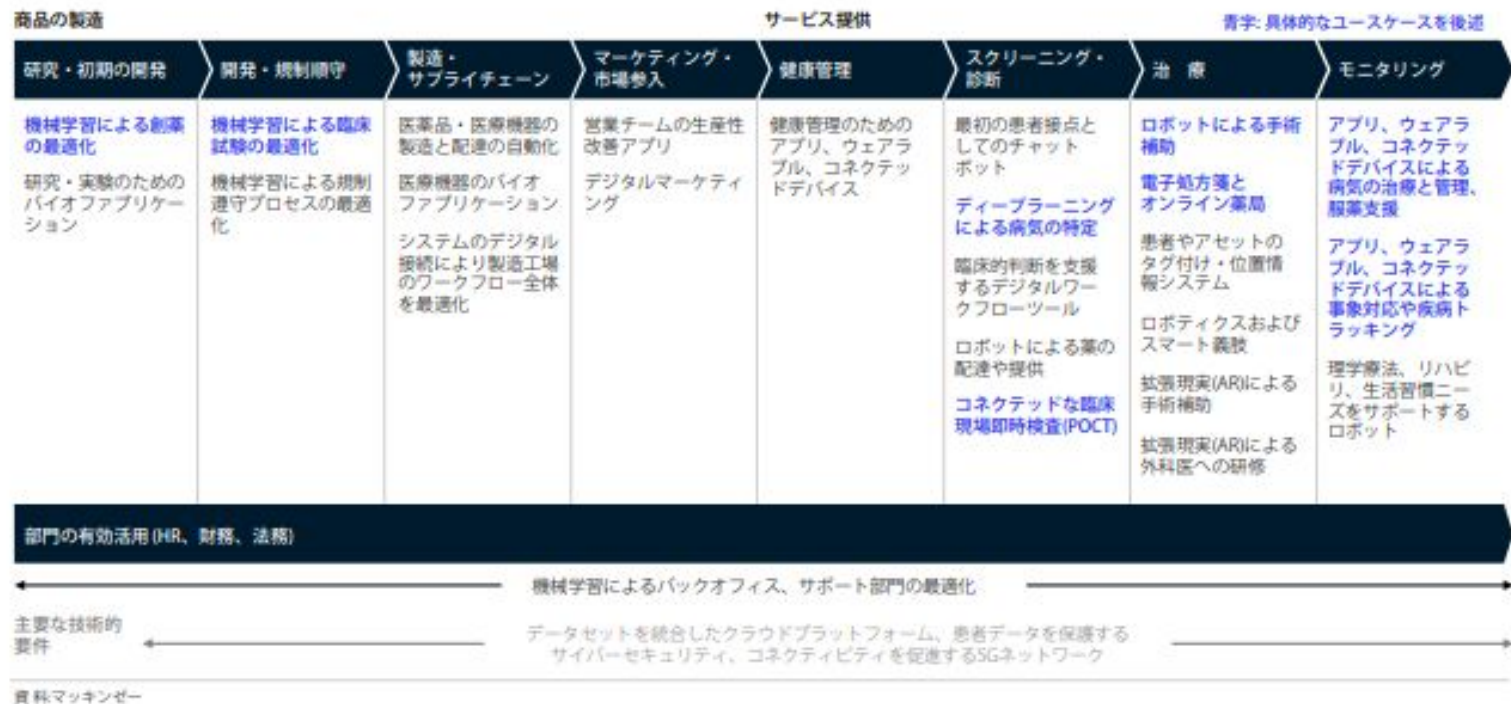 商品の製造
サービス提供
青字: 具体的なユースケースを後述
研究・初期の開発
開発・規制順守
製造・
サプライチェーン
マーケティング・
市場参入
健康管理
スクリーニング・
診断
治 療
モニタリング
機械学習による創薬
の最適化
研究・実験のための
バイオファブリケー
ション
機械学習による臨床
試験の最適化
機械学習による規制
遵守プロセスの最適
化
医薬品・医療機器の
製造と配達の自動化
医療機器のバイオ
ファブリケーション
システムのデジタル
接続により製造工場
のワークフロー全体
を最適化
営業チームの生産性
改善アプリ
デジタルマーケティ
ング
健康管理のための
アプリ、ウェアラ
ブル、コネクテッ
ドデバイス
最初の患者接点と
してのチャット
ボット
ディープラーニング
による病気の特定
臨床的判断を支援
するデジタルワー
クフローツール
ロボットによる薬の
配達や提供
コネクテッドな臨床
現場即時検査(POCT)
ロボットによる手術
補助
電子処方箋と
オンライン薬局
患者やアセットの
タグ付け・位置情
報システム
ロボティクスおよび
スマート義肢
拡張現実(AR)による
手術補助
拡張現実(AR)による
外科医への研修
アプリ、ウェアラ
ブル、コネクテッ
ドデバイスによる
病気の治療と管理、
服薬支援
アプリ、ウェアラ
ブル、コネクテッ
ドデバイスによる
事象対応や疾病ト
ラッキング
理学療法、リハビ
リ、生活習慣ニー
ズをサポートする
ロボット
部門の有効活用 (HR、財務、法務)
機械学習によるバックオフィス、サポート部門の最適化
主要な技術的
要件
データセットを統合したクラウドプラットフォーム、患者データを保護する
サイバーセキュリティ、コネクティビティを促進する5Gネットワーク
資料:マッキンゼー